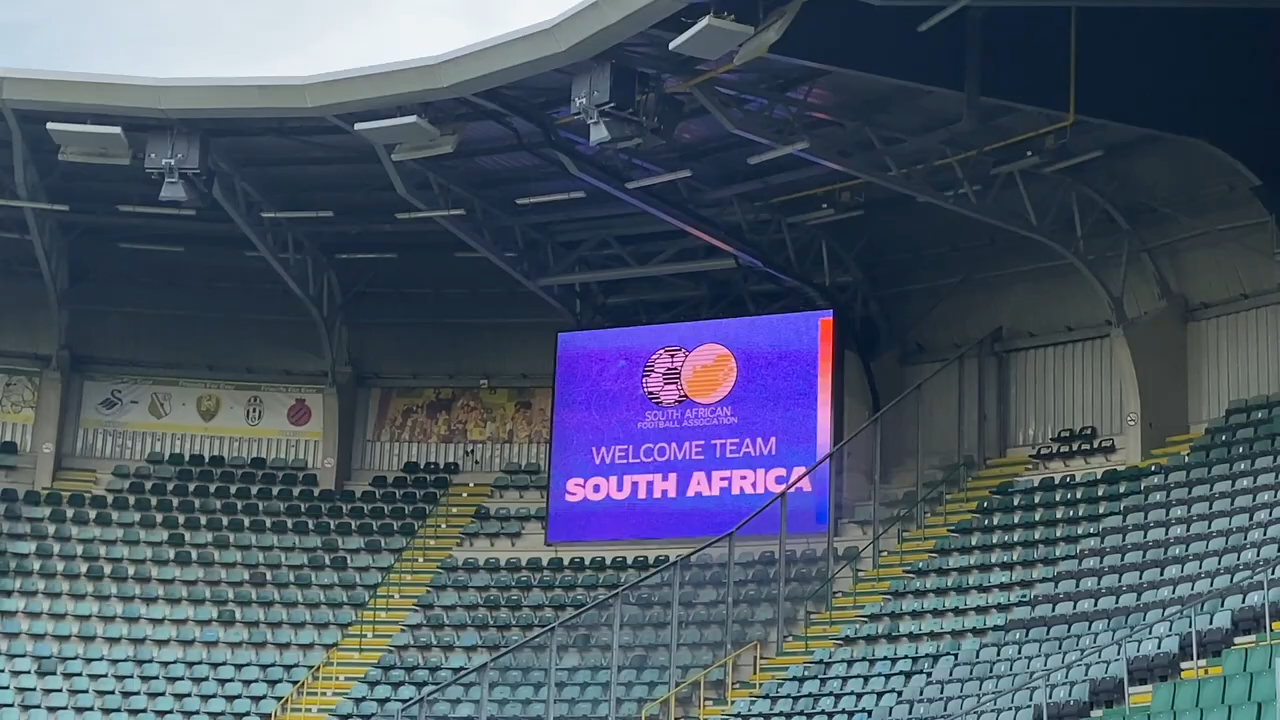 SOUTH AFRICAN
FOOTBALL ASSOCIATION
WELCOME TEAM
SOUTH AFRICA